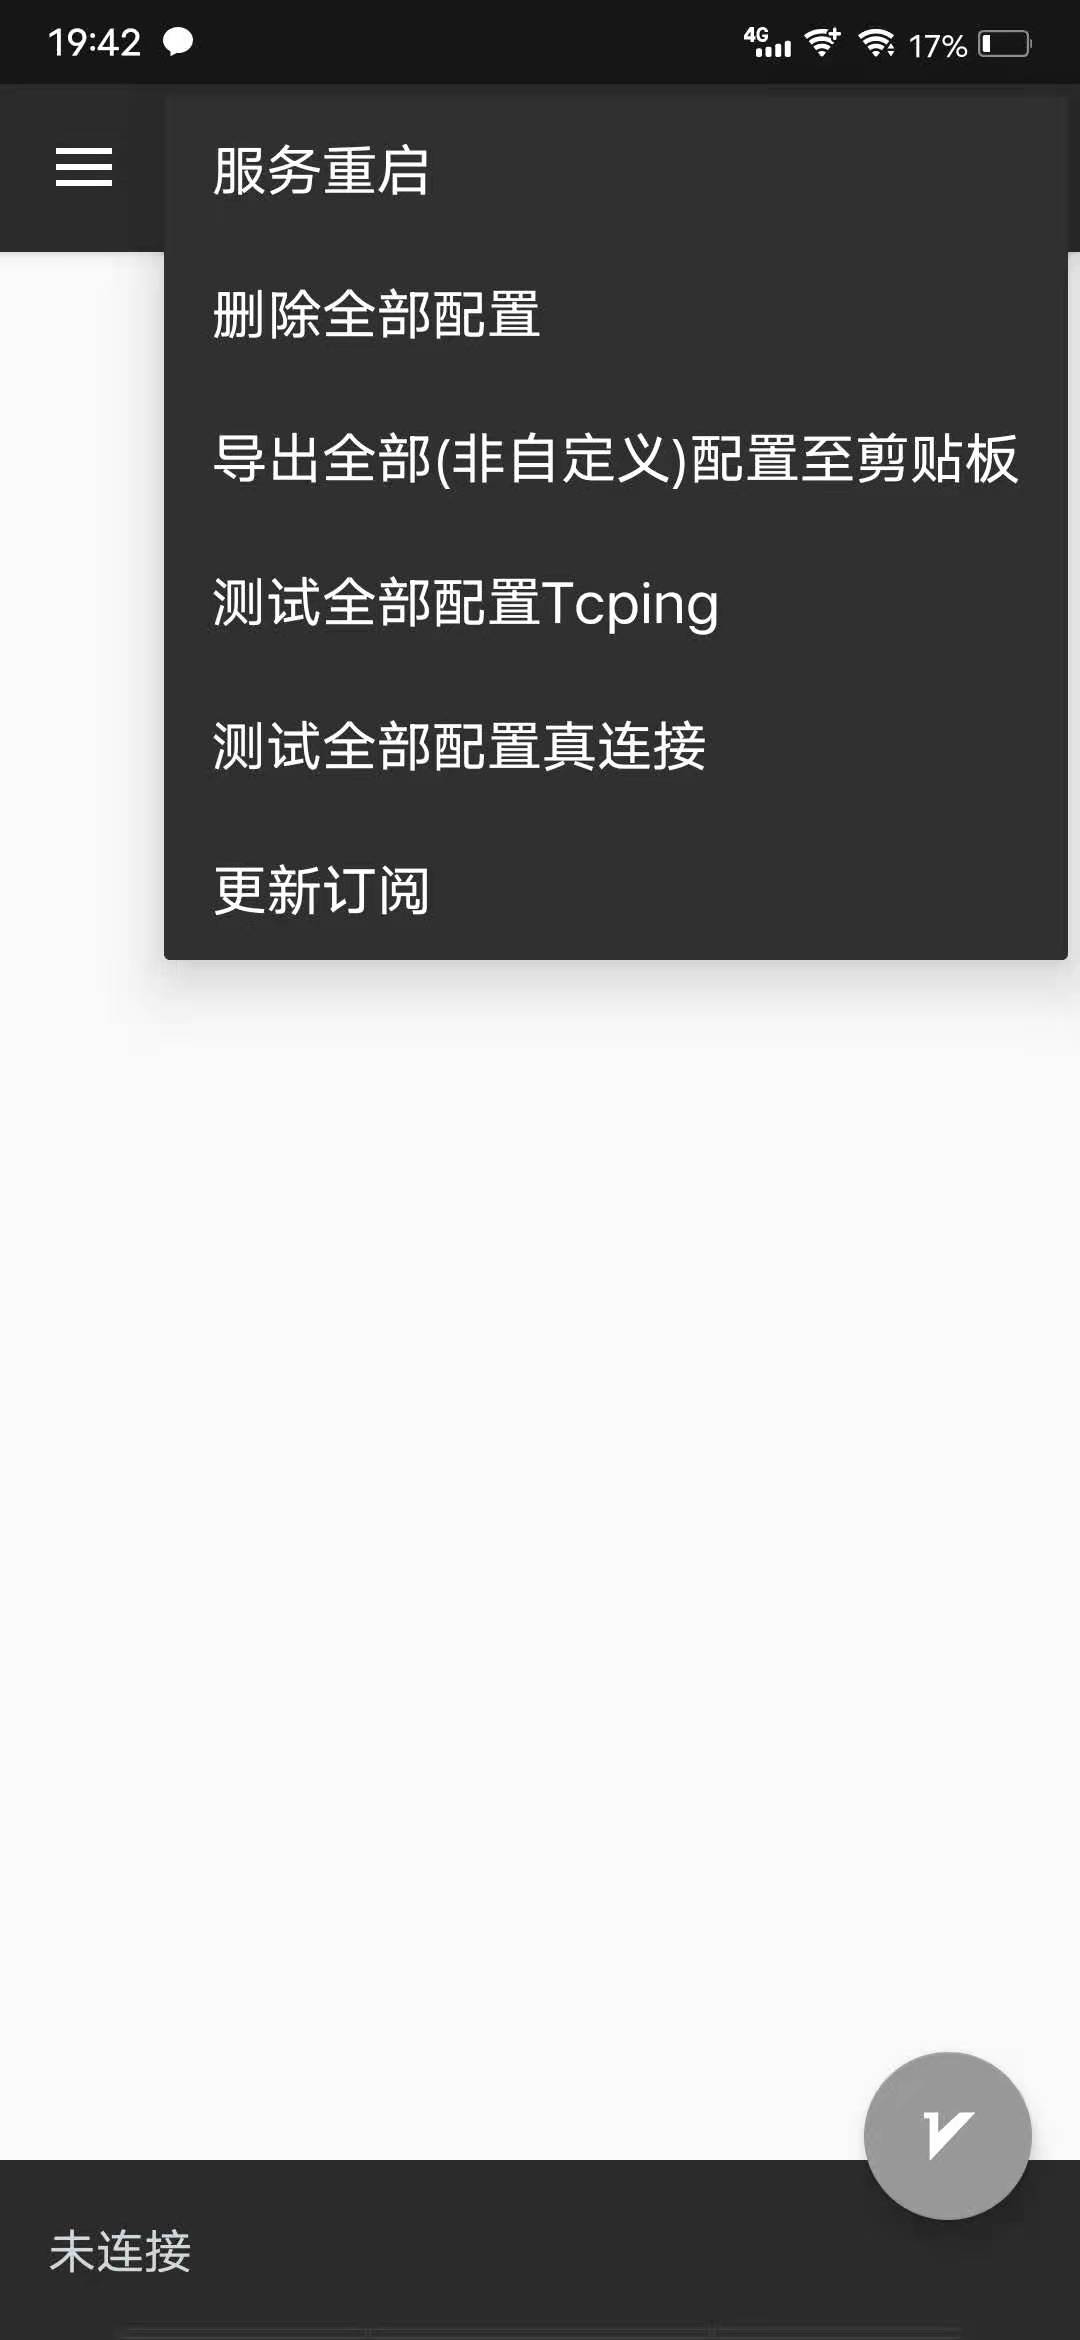 19:42 4G 17%
服务重启
删除全部配置
导出全部(非自定义)配置至剪贴板
测试全部配置Tcping
测试全部配置真连接
更新订阅
未连接